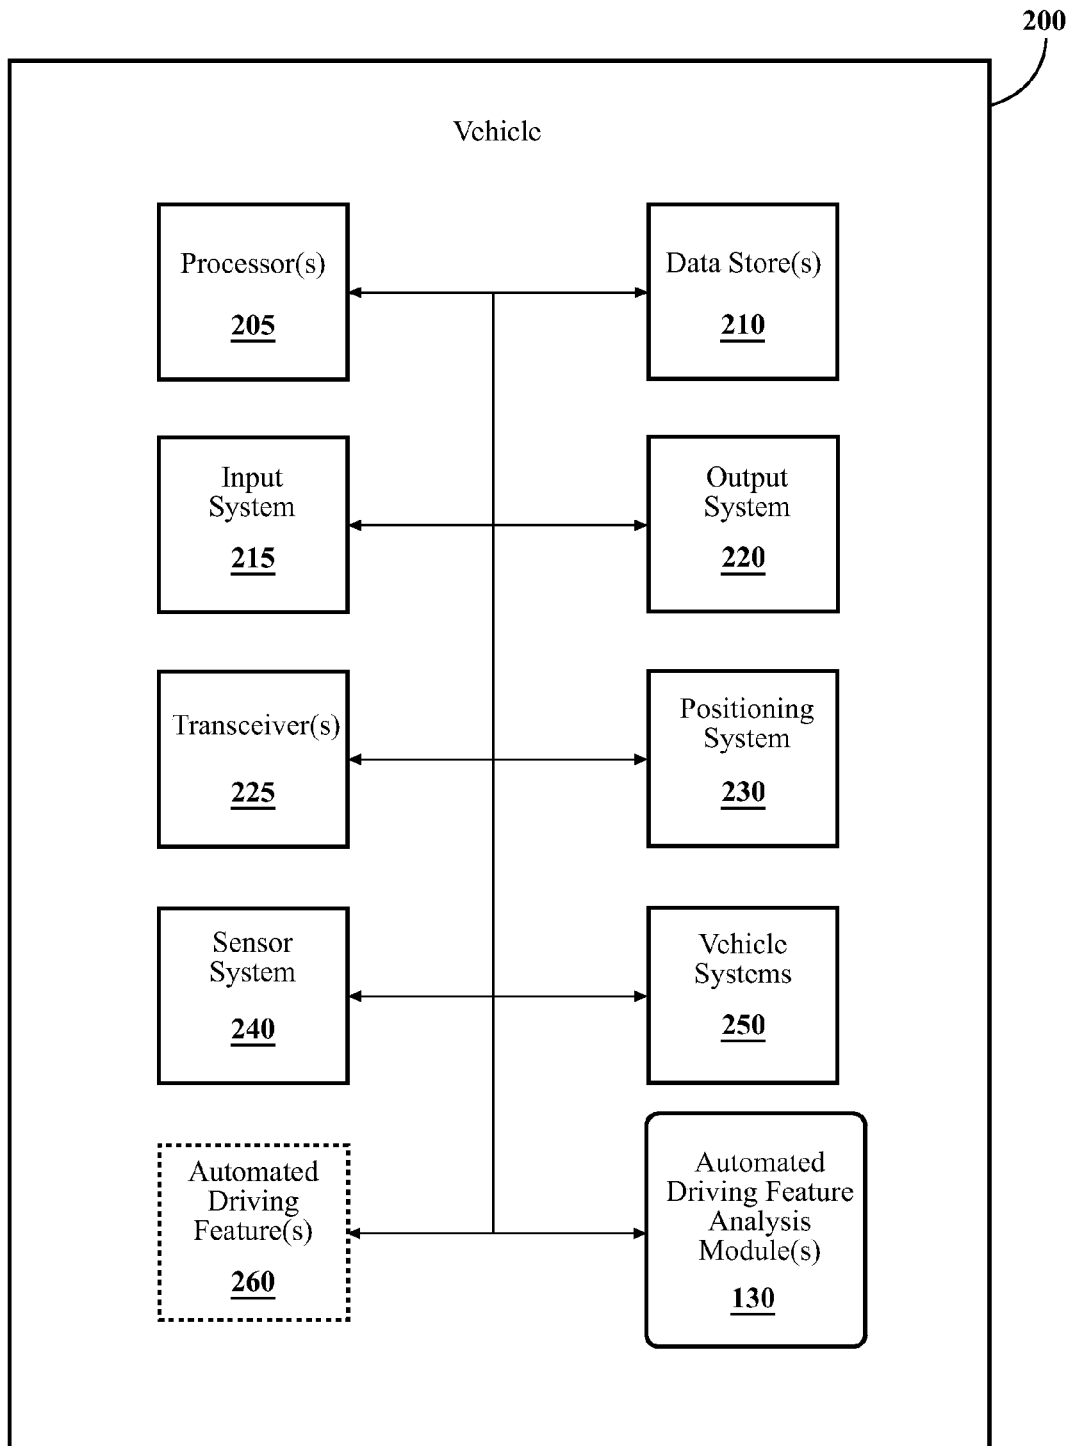 200
Vehicle
Processor(s)
205
Data Store(s)
210
Input
System
215
Output
System
220
Transceiver(s)
225
Positioning
System
230
Sensor
System
240
Vehicle
Systems
250
Automated
Driving
Feature(s)
260
Automated
Driving Feature
Analysis
Module(s)
130